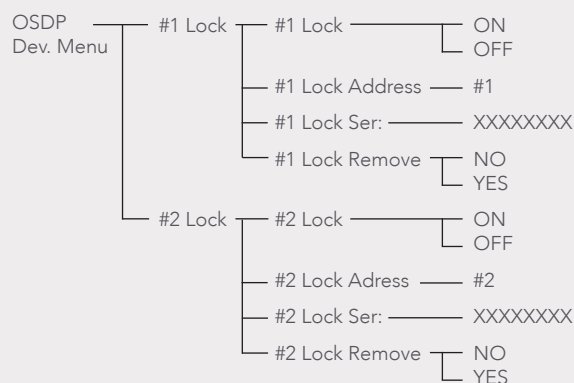 OSDP #1 Lock #1 Lock ON
Dev. Menu OFF
#1 Lock Address #1
#1 Lock Ser: XXXXXXXX
#1 Lock Remove NO
YES
#2 Lock #2 Lock ON
OFF
#2 Lock Adress #2
#2 Lock Ser: XXXXXXXX
#2 Lock Remove NO
YES